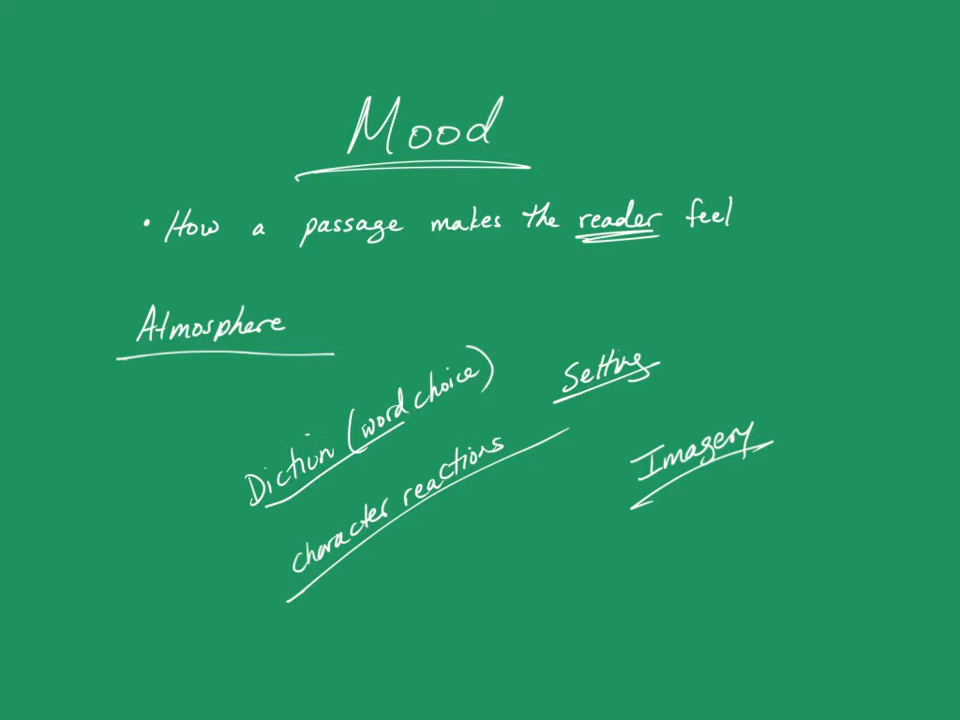 Mood
• How a passage makes the reader feel
Atmosphere
Diction (word choice)
Setting
character reactions
Imagery